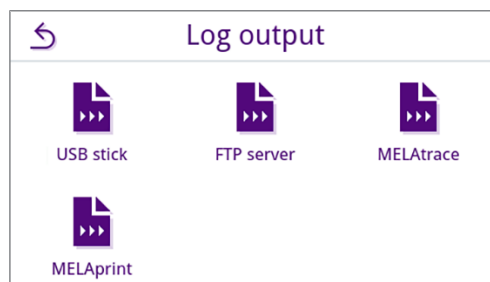 Log output
USB stick
FTP server
MELAtrace
MELAprint